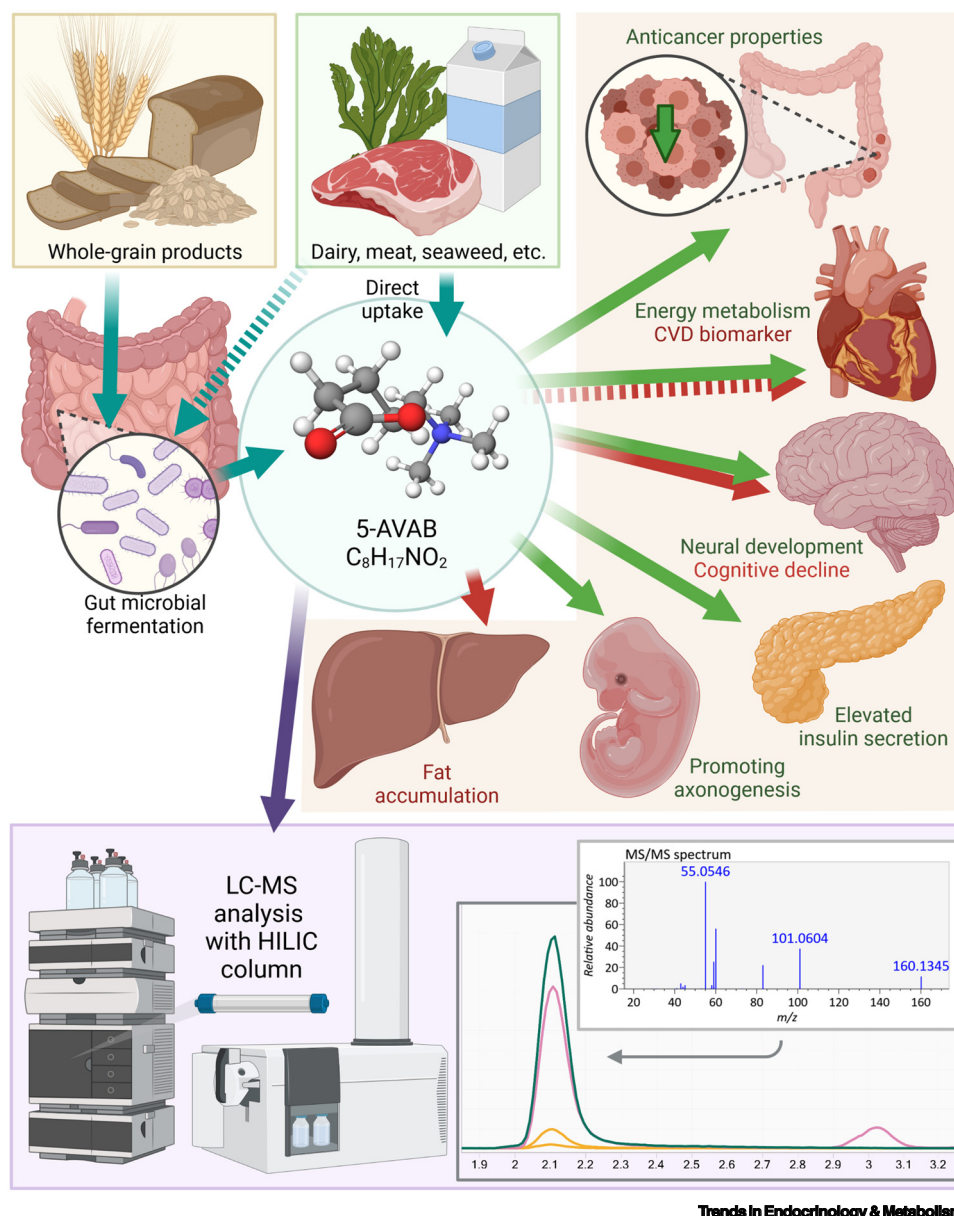 Whole-grain products
Dairy, meat, seaweed, etc.
Anticancer properties
Direct
uptake
Energy metabolism
CVD biomarker
5-AVAB
C₈H₁₇NO₂
Gut microbial
fermentation
Neural development
Cognitive decline
Elevated
insulin secretion
Fat
accumulation
Promoting
axonogenesis
LC-MS
analysis
with HILIC
column
MS/MS spectrum
Relative abundance
100
80
60
40
20
0
55.0546
101.0604
160.1345
20 40 60 80 100 120 140 160
m/z
1.9 2 2.1 2.2 2.3 2.4 2.5 2.6 2.7 2.8 2.9 3 3.1 3.2
Trends in Endocrinology & Metabolism